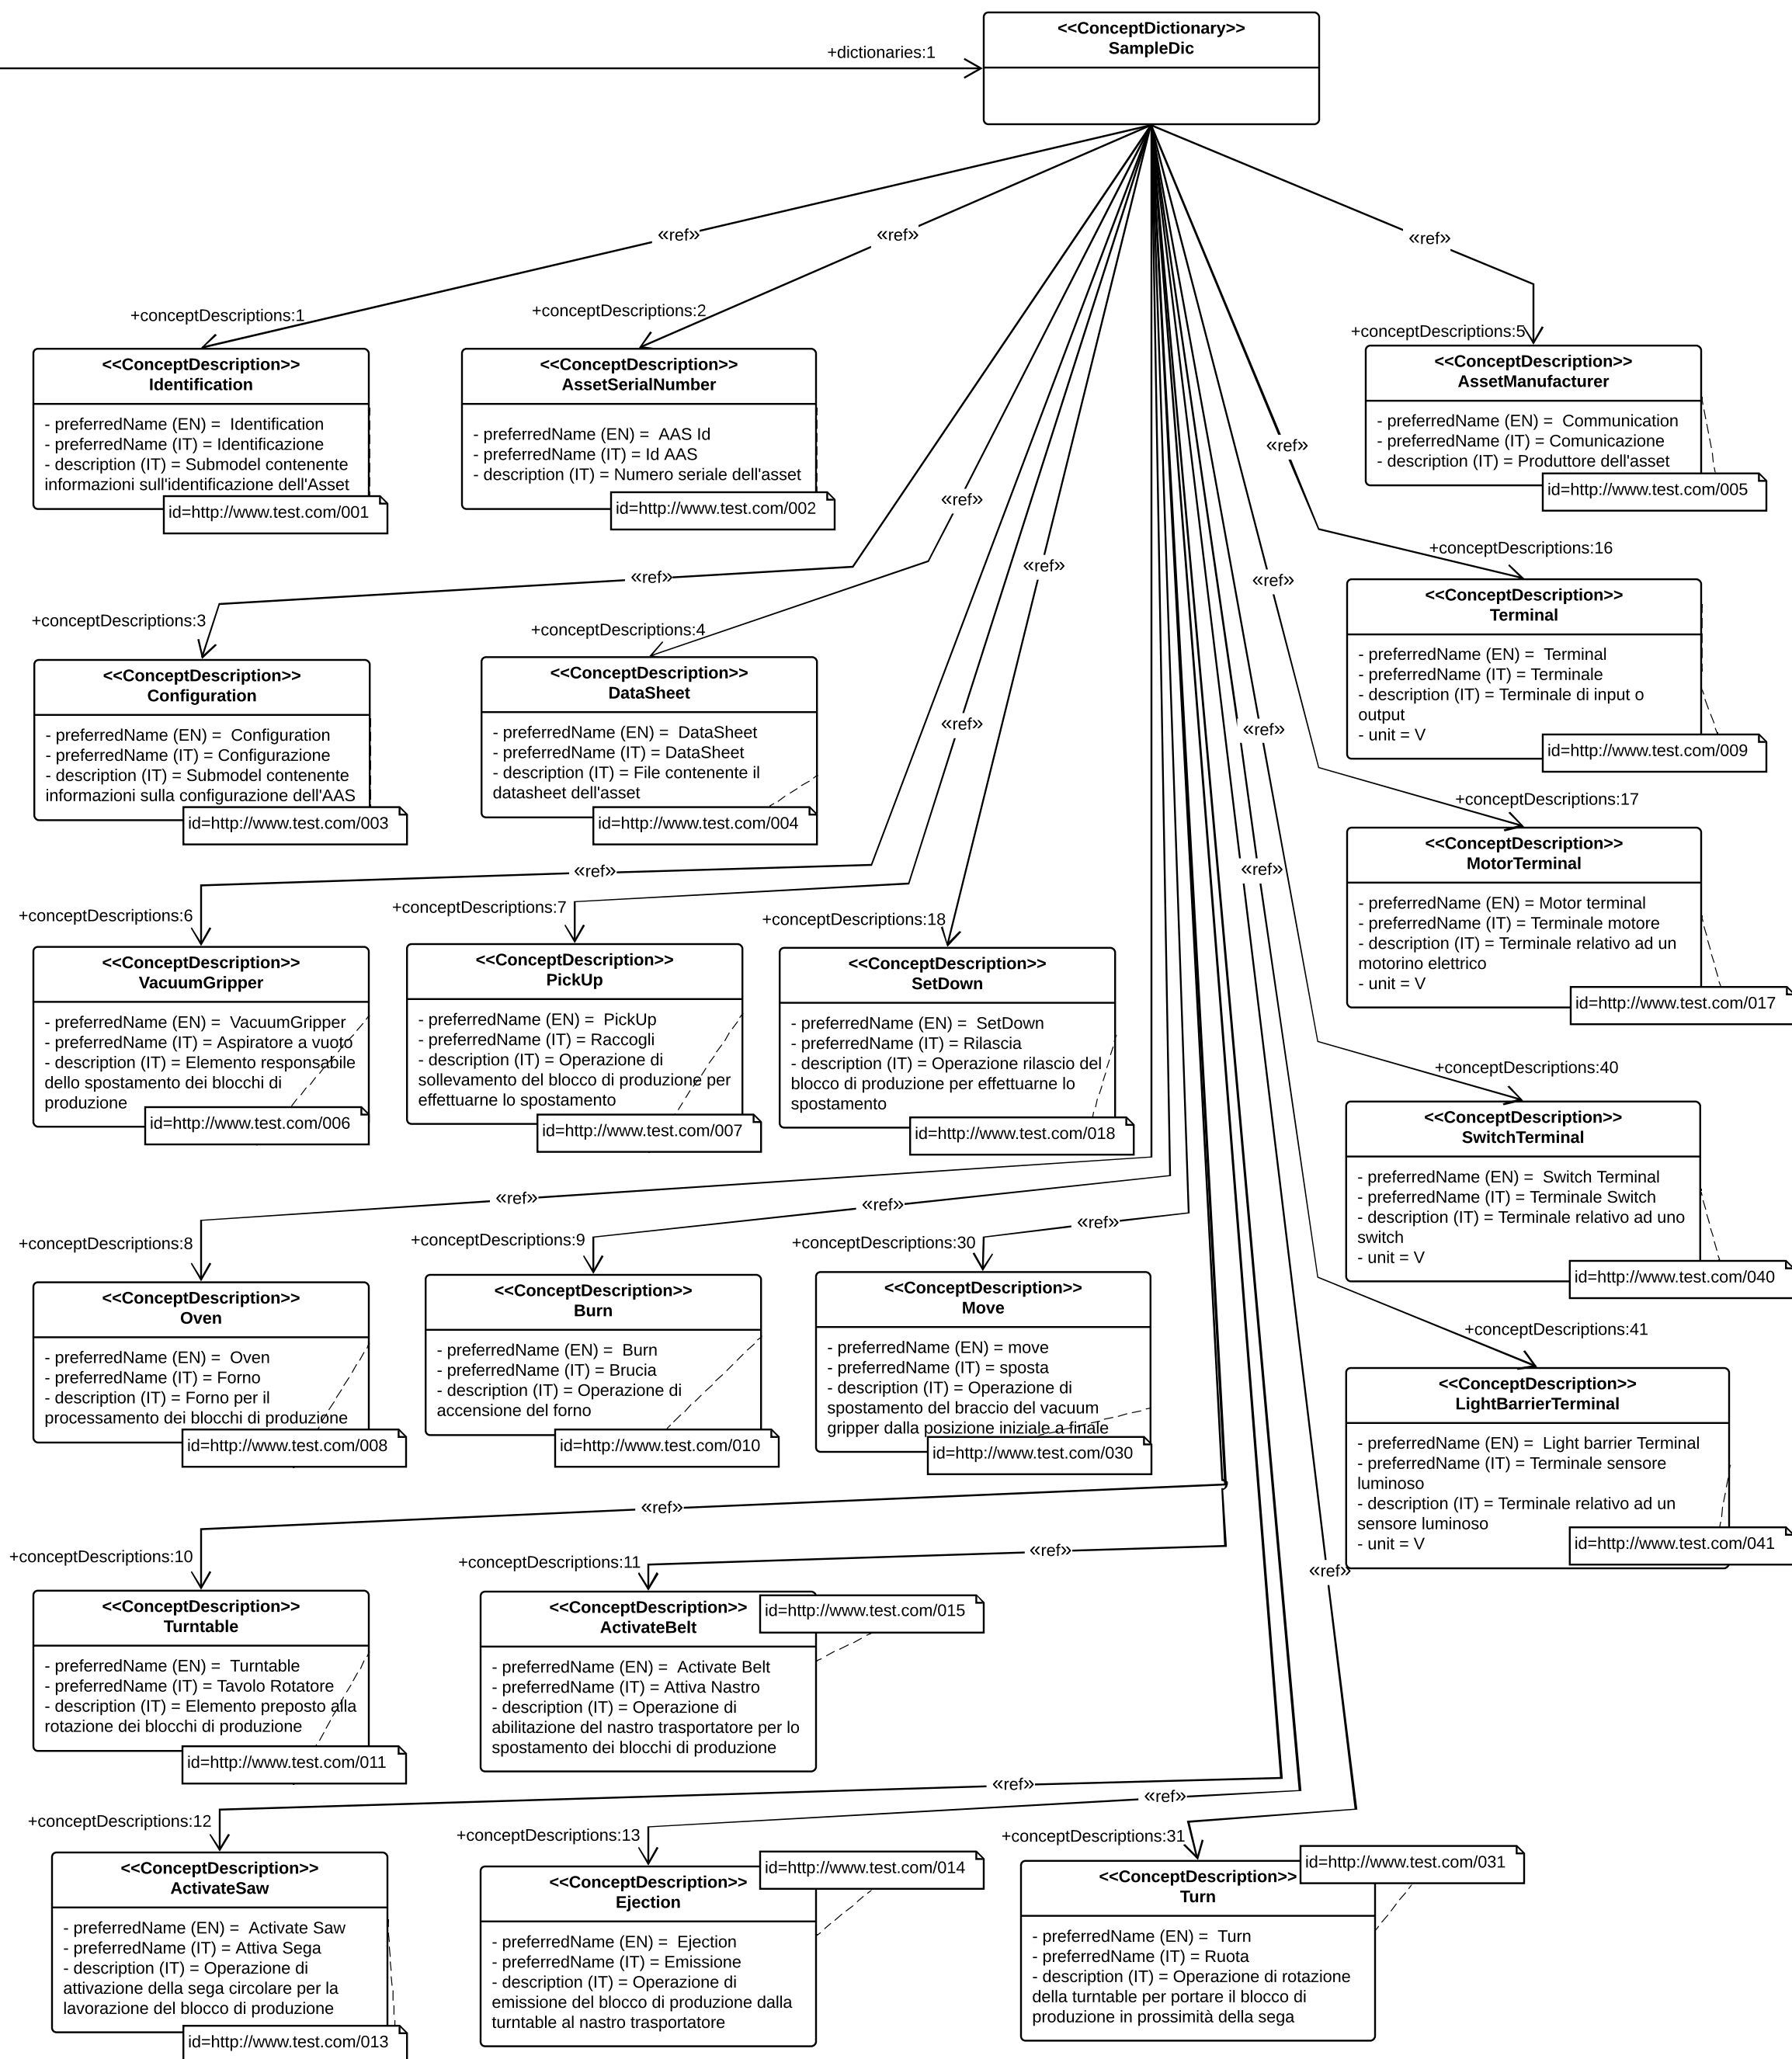 <<ConceptDictionary>>
SampleDic
+dictionaries:1
«ref»
«ref»
«ref»
+conceptDescriptions:1
<<ConceptDescription>>
Identification
- preferredName (EN) =  Identification
- preferredName (IT) = Identificazione
- description (IT) = Submodel contenente
informazioni sull'identificazione dell'Asset
id=http://www.test.com/001
+conceptDescriptions:2
<<ConceptDescription>>
AssetSerialNumber
- preferredName (EN) =  AAS Id
- preferredName (IT) = Id AAS
- description (IT) = Numero seriale dell'asset
id=http://www.test.com/002
+conceptDescriptions:5
<<ConceptDescription>>
AssetManufacturer
- preferredName (EN) =  Communication
- preferredName (IT) = Comunicazione
- description (IT) = Produttore dell'asset
id=http://www.test.com/005
«ref»
«ref»
«ref»
«ref»
«ref»
+conceptDescriptions:3
<<ConceptDescription>>
Configuration
- preferredName (EN) =  Configuration
- preferredName (IT) = Configurazione
- description (IT) = Submodel contenente
informazioni sulla configurazione dell'AAS
id=http://www.test.com/003
+conceptDescriptions:4
<<ConceptDescription>>
DataSheet
- preferredName (EN) =  DataSheet
- preferredName (IT) = DataSheet
- description (IT) = File contenente il
datasheet dell'asset
id=http://www.test.com/004
+conceptDescriptions:16
<<ConceptDescription>>
Terminal
- preferredName (EN) =  Terminal
- preferredName (IT) = Terminale
- description (IT) = Terminale di input o
output
- unit = V
id=http://www.test.com/009
«ref»
«ref»
«ref»
«ref»
+conceptDescriptions:17
<<ConceptDescription>>
MotorTerminal
- preferredName (EN) = Motor terminal
- preferredName (IT) = Terminale motore
- description (IT) = Terminale relativo ad un
motorino elettrico
- unit = V
id=http://www.test.com/017
+conceptDescriptions:6
<<ConceptDescription>>
VacuumGripper
- preferredName (EN) =  VacuumGripper
- preferredName (IT) = Aspiratore a vuoto
- description (IT) = Elemento responsabile
dello spostamento dei blocchi di
produzione
id=http://www.test.com/006
+conceptDescriptions:7
<<ConceptDescription>>
PickUp
- preferredName (EN) =  PickUp
- preferredName (IT) = Raccogli
- description (IT) = Operazione di
sollevamento del blocco di produzione per
effettuarne lo spostamento
id=http://www.test.com/007
+conceptDescriptions:18
<<ConceptDescription>>
SetDown
- preferredName (EN) =  SetDown
- preferredName (IT) = Rilascia
- description (IT) = Operazione rilascio del
blocco di produzione per effettuarne lo
spostamento
id=http://www.test.com/018
+conceptDescriptions:40
<<ConceptDescription>>
SwitchTerminal
- preferredName (EN) =  Switch Terminal
- preferredName (IT) = Terminale Switch
- description (IT) = Terminale relativo ad uno
switch
- unit = V
id=http://www.test.com/040
«ref»
«ref»
«ref»
+conceptDescriptions:8
<<ConceptDescription>>
Oven
- preferredName (EN) =  Oven
- preferredName (IT) = Forno
- description (IT) = Forno per il
processamento dei blocchi di produzione
id=http://www.test.com/008
+conceptDescriptions:9
<<ConceptDescription>>
Burn
- preferredName (EN) =  Burn
- preferredName (IT) = Brucia
- description (IT) = Operazione di
accensione del forno
id=http://www.test.com/010
+conceptDescriptions:30
<<ConceptDescription>>
Move
- preferredName (EN) = move
- preferredName (IT) = sposta
- description (IT) = Operazione di
spostamento del braccio del vacuum
gripper dalla posizione iniziale a finale
id=http://www.test.com/030
+conceptDescriptions:41
<<ConceptDescription>>
LightBarrierTerminal
- preferredName (EN) =  Light barrier Terminal
- preferredName (IT) = Terminale sensore
luminoso
- description (IT) = Terminale relativo ad un
sensore luminoso
- unit = V
id=http://www.test.com/041
«ref»
«ref»
«ref»
+conceptDescriptions:10
<<ConceptDescription>>
Turntable
- preferredName (EN) =  Turntable
- preferredName (IT) = Tavolo Rotatore
- description (IT) = Elemento preposto alla
rotazione dei blocchi di produzione
id=http://www.test.com/011
+conceptDescriptions:11
<<ConceptDescription>>
ActivateBelt
id=http://www.test.com/015
- preferredName (EN) =  Activate Belt
- preferredName (IT) = Attiva Nastro
- description (IT) = Operazione di
abilitazione del nastro trasportatore per lo
spostamento dei blocchi di produzione
«ref»
«ref»
+conceptDescriptions:12
<<ConceptDescription>>
ActivateSaw
- preferredName (EN) =  Activate Saw
- preferredName (IT) = Attiva Sega
- description (IT) = Operazione di
attivazione della sega circolare per la
lavorazione del blocco di produzione
id=http://www.test.com/013
+conceptDescriptions:13
id=http://www.test.com/014
<<ConceptDescription>>
Ejection
- preferredName (EN) =  Ejection
- preferredName (IT) = Emissione
- description (IT) = Operazione di
emissione del blocco di produzione dalla
turntable al nastro trasportatore
+conceptDescriptions:31
id=http://www.test.com/031
<<ConceptDescription>>
Turn
- preferredName (EN) =  Turn
- preferredName (IT) = Ruota
- description (IT) = Operazione di rotazione
della turntable per portare il blocco di
produzione in prossimità della sega